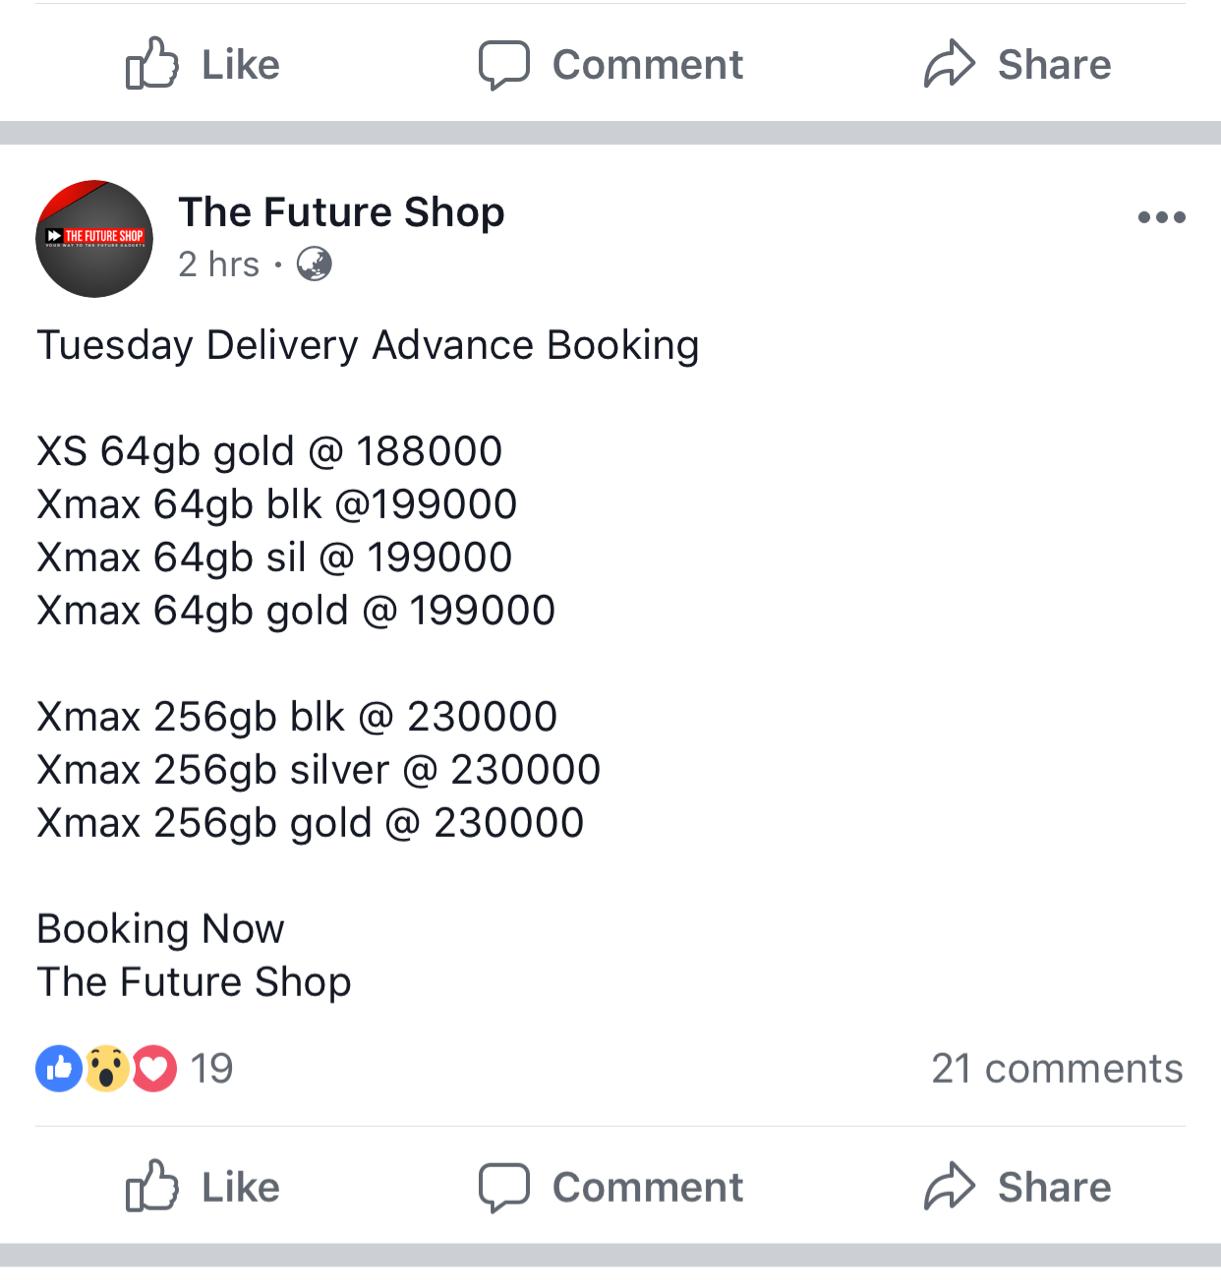 Like Comment Share
THE FUTURE SHOP
YOUR WAY TO THE FUTURE GADGETS
The Future Shop
2 hrs ·
Tuesday Delivery Advance Booking
XS 64gb gold @ 188000
Xmax 64gb blk @199000
Xmax 64gb sil @ 199000
Xmax 64gb gold @ 199000
Xmax 256gb blk @ 230000
Xmax 256gb silver @ 230000
Xmax 256gb gold @ 230000
Booking Now
The Future Shop
19 21 comments
Like Comment Share